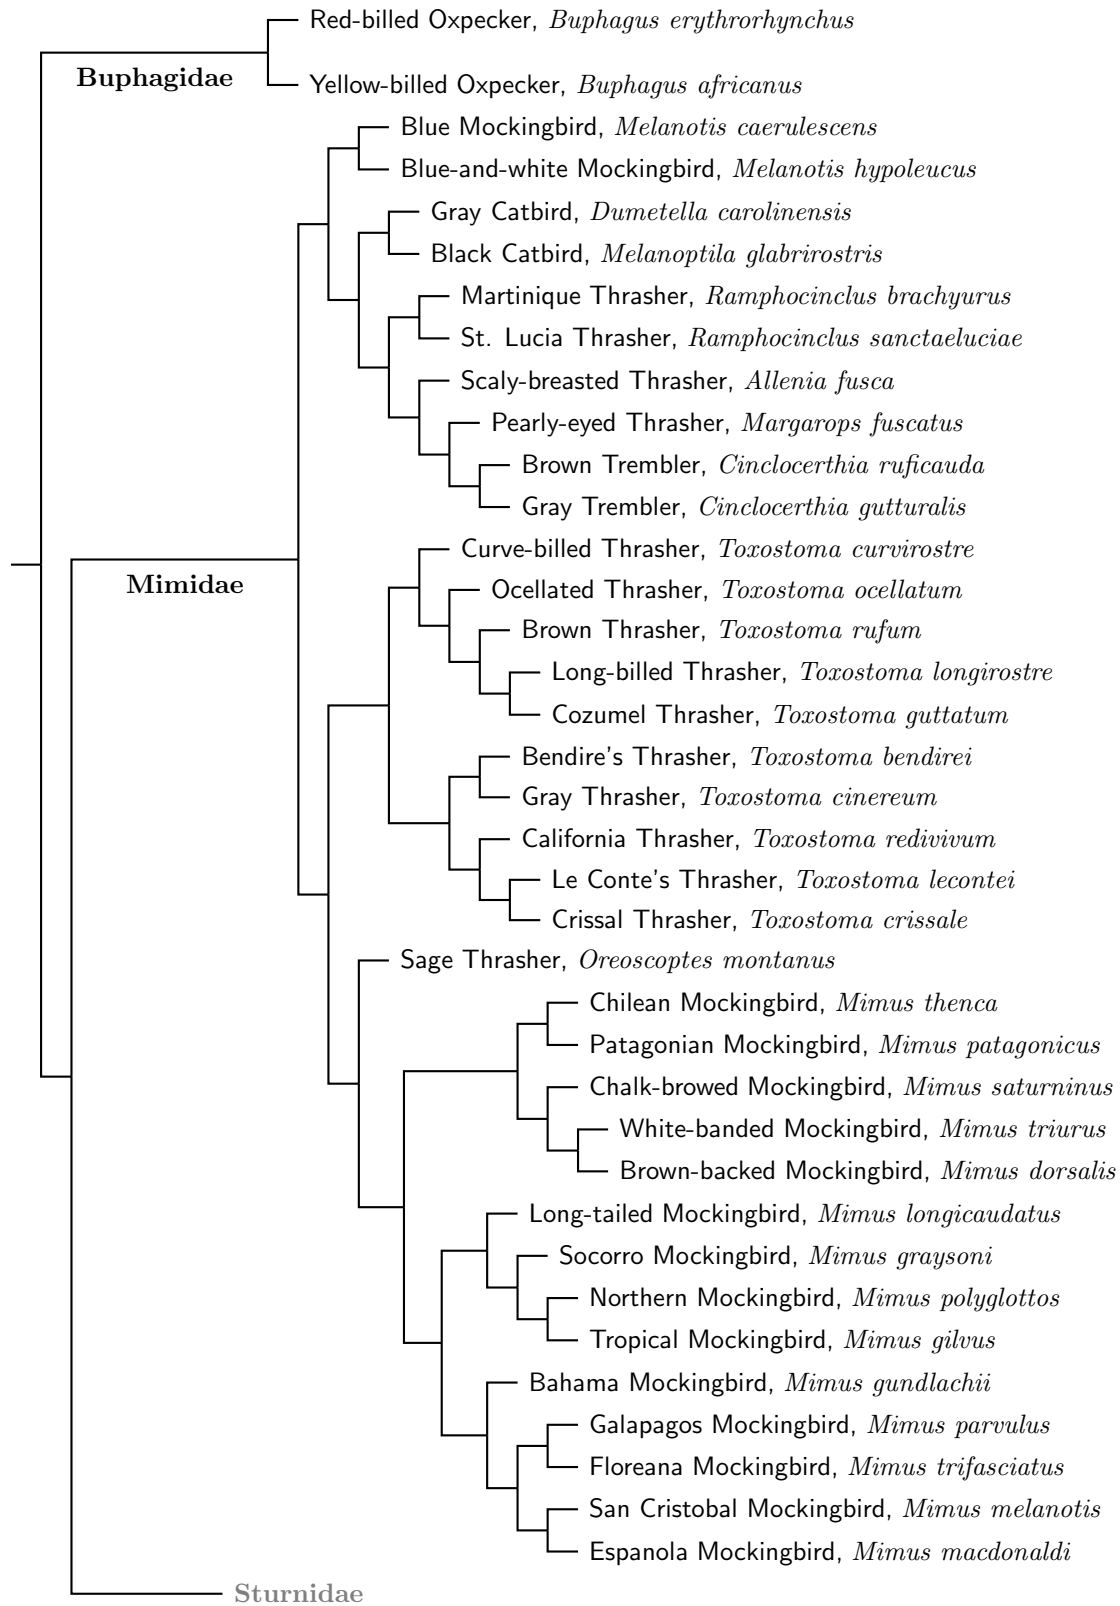 Red-billed Oxpecker, Buphagus erythrorhynchus
Buphagidae
Yellow-billed Oxpecker, Buphagus africanus
Blue Mockingbird, Melanotis caerulescens
Blue-and-white Mockingbird, Melanotis hypoleucus
Gray Catbird, Dumetella carolinensis
Black Catbird, Melanoptila glabrirostris
Martinique Thrasher, Ramphocinclus brachyurus
St. Lucia Thrasher, Ramphocinclus sanctaeluciae
Scaly-breasted Thrasher, Allenia fusca
Pearly-eyed Thrasher, Margarops fuscatus
Brown Trembler, Cinclocerthia ruficauda
Gray Trembler, Cinclocerthia gutturalis
Curve-billed Thrasher, Toxostoma curvirostre
Mimidae
Ocellated Thrasher, Toxostoma ocellatum
Brown Thrasher, Toxostoma rufum
Long-billed Thrasher, Toxostoma longirostre
Cozumel Thrasher, Toxostoma guttatum
Bendire's Thrasher, Toxostoma bendirei
Gray Thrasher, Toxostoma cinereum
California Thrasher, Toxostoma redivivum
Le Conte's Thrasher, Toxostoma lecontei
Crissal Thrasher, Toxostoma crissale
Sage Thrasher, Oreoscoptes montanus
Chilean Mockingbird, Mimus thenca
Patagonian Mockingbird, Mimus patagonicus
Chalk-browed Mockingbird, Mimus saturninus
White-banded Mockingbird, Mimus triurus
Brown-backed Mockingbird, Mimus dorsalis
Long-tailed Mockingbird, Mimus longicaudatus
Socorro Mockingbird, Mimus graysoni
Northern Mockingbird, Mimus polyglottos
Tropical Mockingbird, Mimus gilvus
Bahama Mockingbird, Mimus gundlachii
Galapagos Mockingbird, Mimus parvulus
Floreana Mockingbird, Mimus trifasciatus
San Cristobal Mockingbird, Mimus melanotis
Espanola Mockingbird, Mimus macdonaldi
Sturnidae